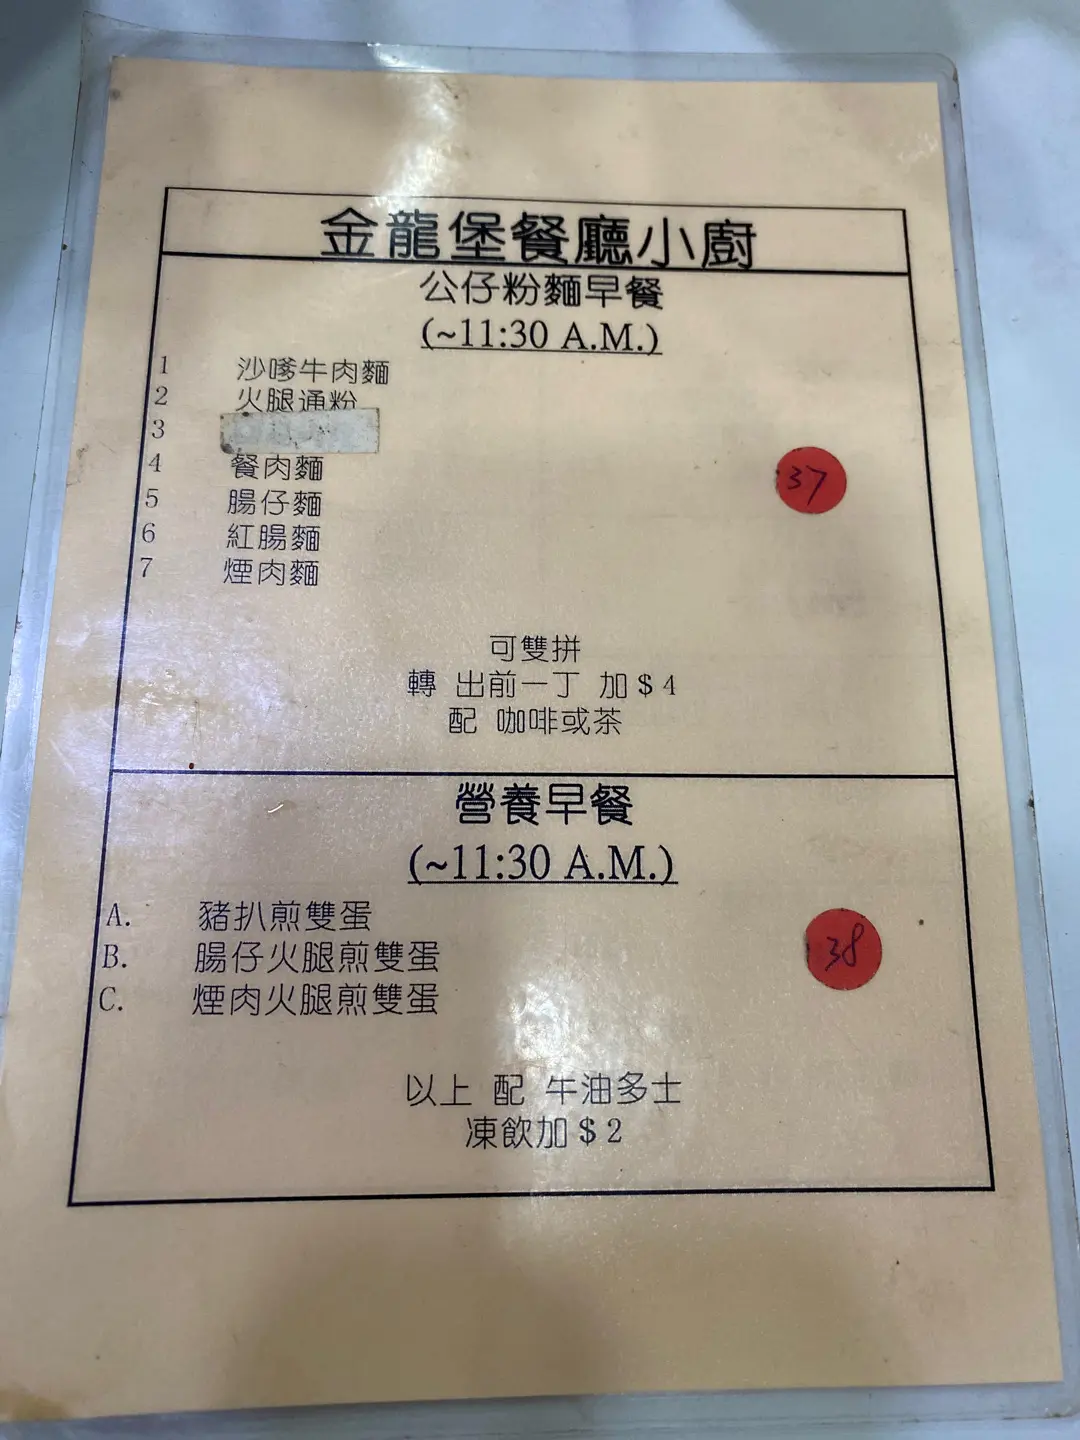 金龍堡餐廳小廚
公仔粉麵早餐
(~11:30 A.M.)
1 沙嗲牛肉麵
2 火腿通粉
3
4 餐肉麵
37
5 腸仔麵
6 紅腸麵
7 煙肉麵
可雙拼
轉 出前一丁 加$4
配 咖啡或茶
營養早餐
(~11:30 A.M.)
A. 豬扒煎雙蛋
B. 腸仔火腿煎雙蛋
38
C. 煙肉火腿煎雙蛋
以上 配 牛油多士
凍飲加$2